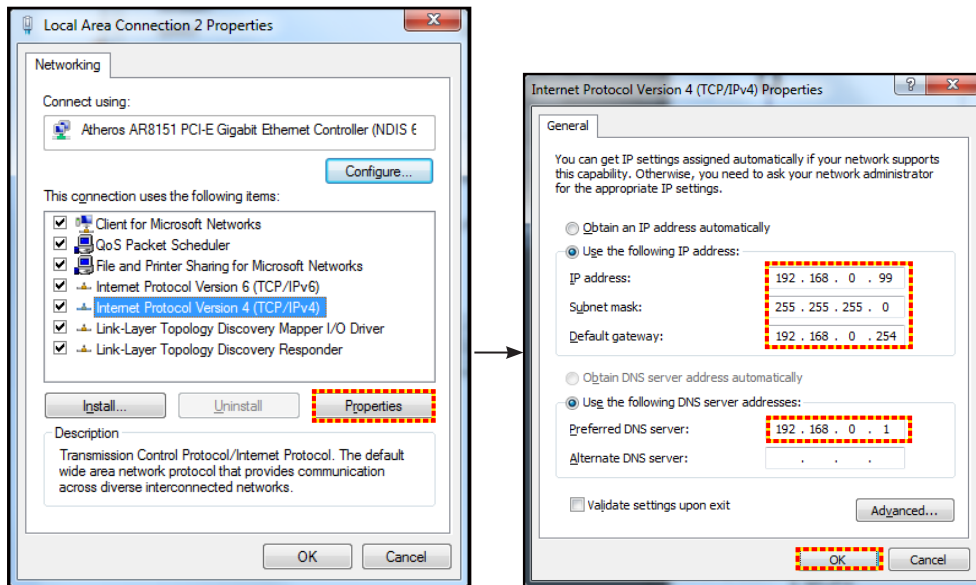 Local Area Connection 2 Properties
Networking
Connect using:
Atheros AR8151 PCI-E Gigabit Ethernet Controller (NDIS 6
Configure...
This connection uses the following items:
Client for Microsoft Networks
QoS Packet Scheduler
File and Printer Sharing for Microsoft Networks
Internet Protocol Version 6 (TCP/IPv6)
Internet Protocol Version 4 (TCP/IPv4)
Link-Layer Topology Discovery Mapper I/O Driver
Link-Layer Topology Discovery Responder
Install...
Uninstall
Properties
Description
Transmission Control Protocol/Internet Protocol. The default
wide area network protocol that provides communication
across diverse interconnected networks.
OK
Cancel
Internet Protocol Version 4 (TCP/IPv4) Properties
?
General
You can get IP settings assigned automatically if your network supports
this capability. Otherwise, you need to ask your network administrator
for the appropriate IP settings.
Obtain an IP address automatically
Use the following IP address:
IP address: 192 . 168 . 0 . 99
Subnet mask: 255 . 255 . 255 . 0
Default gateway: 192 . 168 . 0 . 254
Obtain DNS server address automatically
Use the following DNS server addresses:
Preferred DNS server: 192 . 168 . 0 . 1
Alternate DNS server: . . .
Validate settings upon exit
Advanced...
OK
Cancel